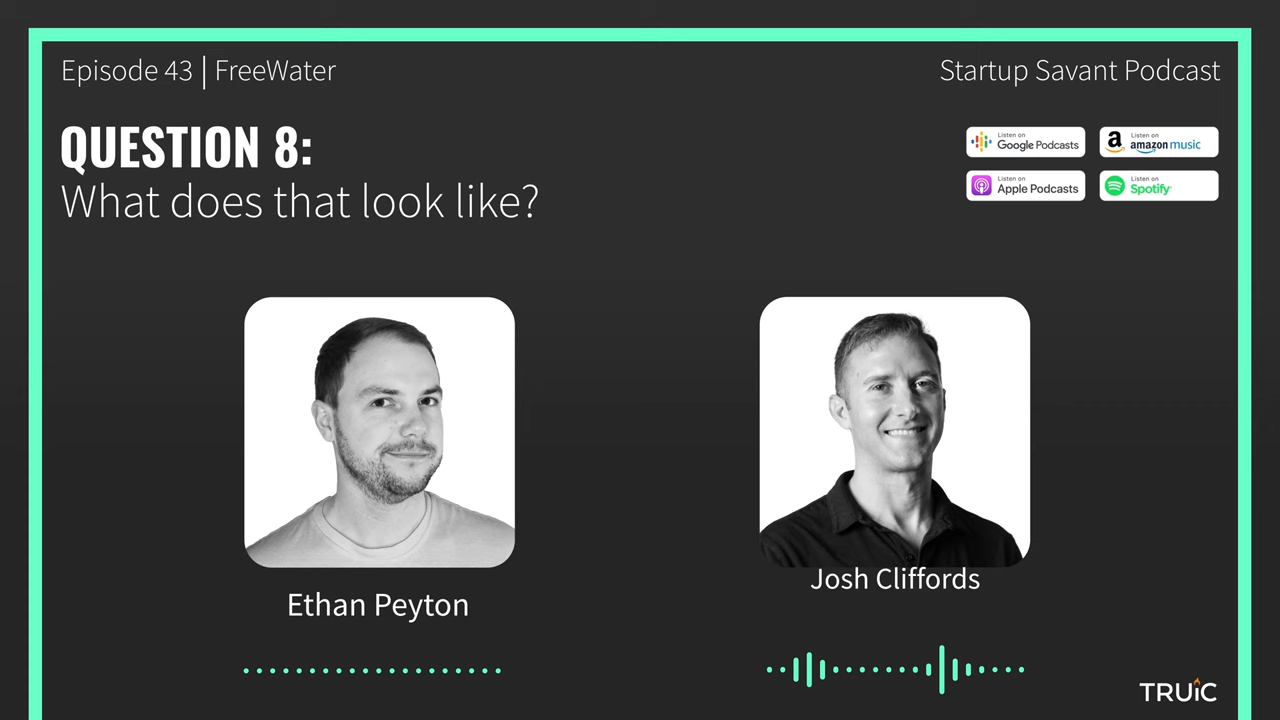 Episode 43 | FreeWater
Startup Savant Podcast
QUESTION 8:
What does that look like?
Listen on
Google Podcasts
Listen on
amazon music
Listen on
Apple Podcasts
Listen on
Spotify
Ethan Peyton
Josh Cliffords
TRUiC